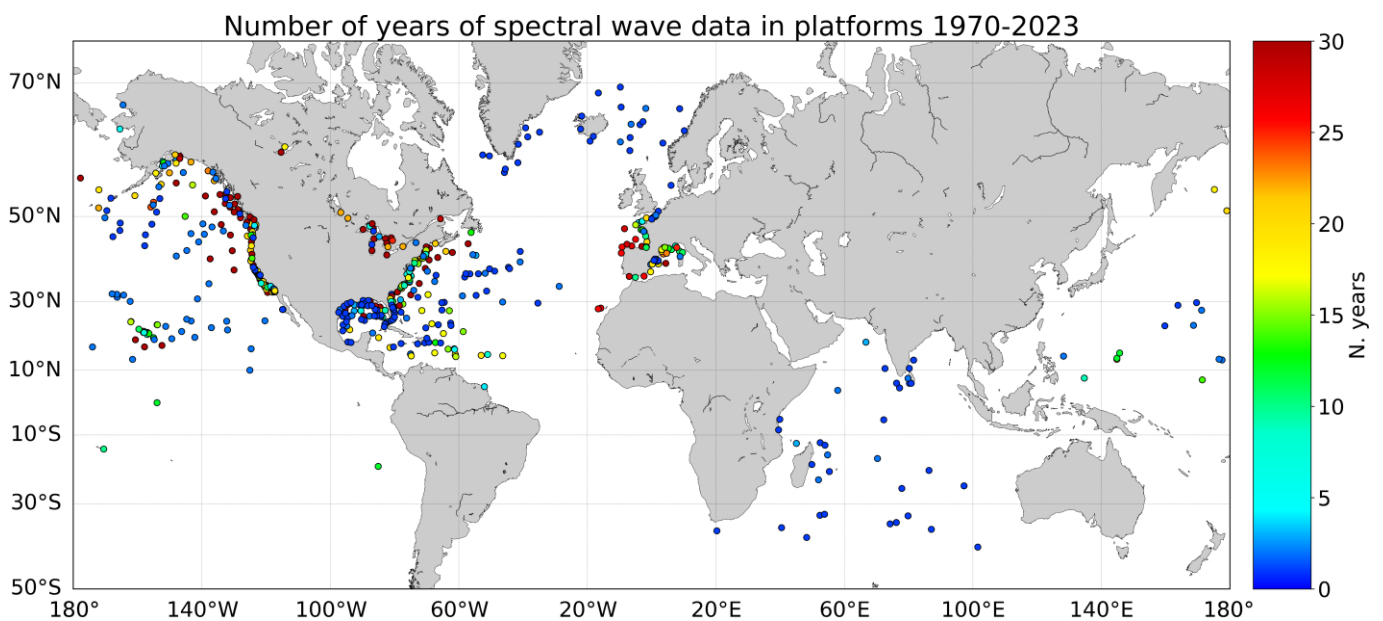 Number of years of spectral wave data in platforms 1970-2023
70°N
50°N
30°N
10°N
10°S
30°S
50°S
180°
140°W
100°W
60°W
20°W
20°E
60°E
100°E
140°E
180°
30
25
20
15
10
5
0
N. years